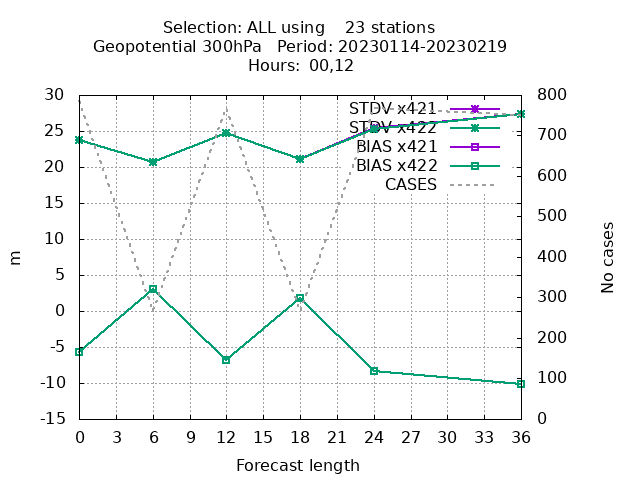 Selection: ALL using    23 stations
Geopotential 300hPa   Period: 20230114-20230219
Hours:  00,12
30 800
STDV x421
25 700
STDV x422
BIAS x421
20 600
BIAS x422
CASES
15 500
10 400
5 300
0
-5 200
-10 100
-15 0
m
No cases
0 3 6 9 12 15 18 21 24 27 30 33 36
Forecast length